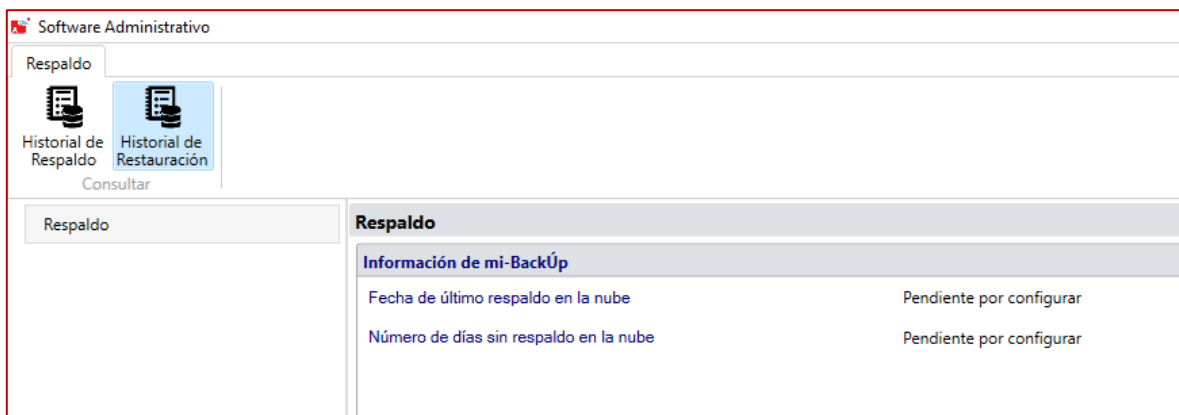 Software Administrativo
Respaldo
Historial de Respaldo
Historial de Restauración
Consultar
Respaldo
Respaldo
Información de mi-BackÚp
Fecha de último respaldo en la nube Pendiente por configurar
Número de días sin respaldo en la nube Pendiente por configurar